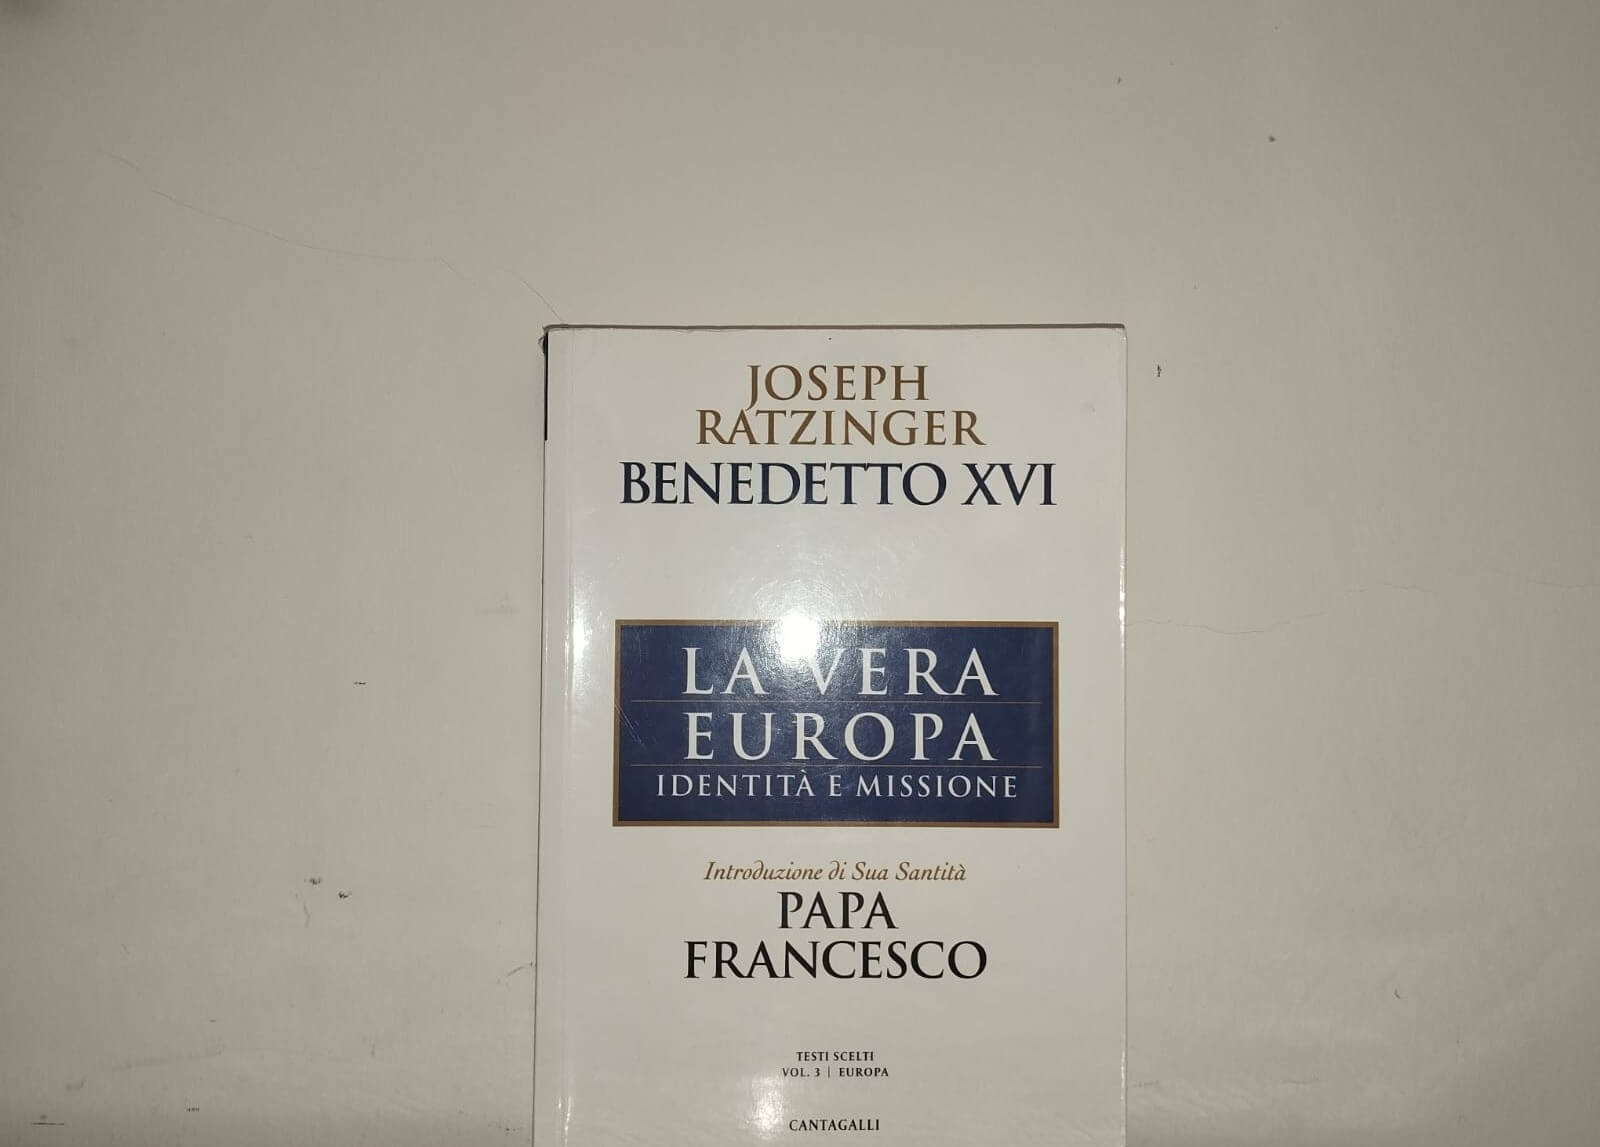 JOSEPH
RATZINGER
BENEDETTO XVI
LA VERA
EUROPA
IDENTITÀ E MISSIONE
Introduzione di Sua Santità
PAPA
FRANCESCO
TESTI SCELTI
VOL. 3 | EUROPA
CANTAGALLI